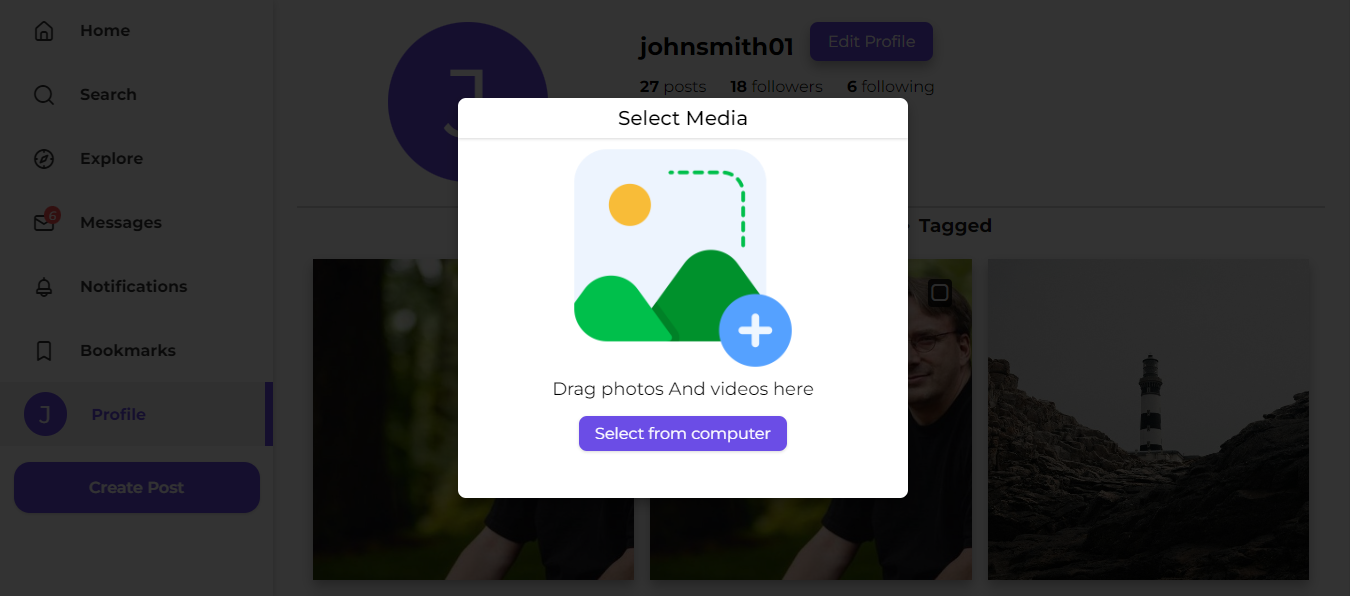 Home
Search
Explore
6
Messages
Notifications
Bookmarks
J
Profile
Create Post
J
johnsmith01
Edit Profile
27 posts 18 followers 6 following
Tagged
Select Media
Drag photos And videos here
Select from computer